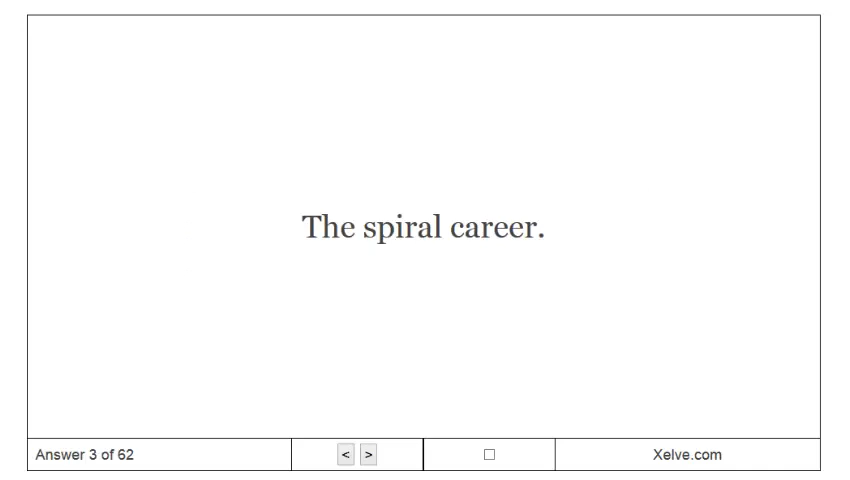 The spiral career.
Answer 3 of 62
< >
Xelve.com